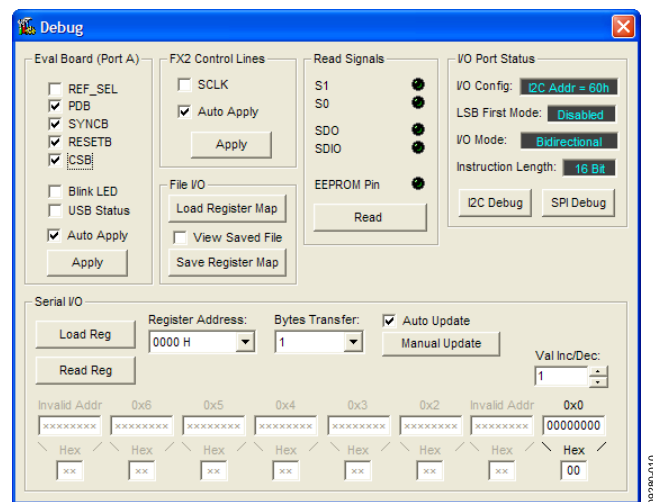 Debug
Eval Board (Port A)
REF_SEL
PDB
SYNCB
RESETB
CSB
Blink LED
USB Status
Auto Apply
Apply
FX2 Control Lines
SCLK
Auto Apply
Apply
File I/O
Load Register Map
View Saved File
Save Register Map
Read Signals
S1
S0
SDO
SDIO
EEPROM Pin
Read
I/O Port Status
I/O Config: I2C Addr = 60h
LSB First Mode: Disabled
I/O Mode: Bidirectional
Instruction Length: 16 Bit
I2C Debug SPI Debug
Serial I/O
Load Reg
Read Reg
Register Address:
0000 H
Bytes Transfer:
1
Auto Update
Manual Update
Val Inc/Dec:
1
Invalid Addr 0x6 0x5 0x4 0x3 0x2 Invalid Addr 0x0
xxxxxxxx xxxxxxxx xxxxxxxx xxxxxxxx xxxxxxxx xxxxxxxx xxxxxxxx 00000000
Hex Hex Hex Hex Hex Hex Hex Hex
xx xx xx xx xx xx xx 00
09280-010